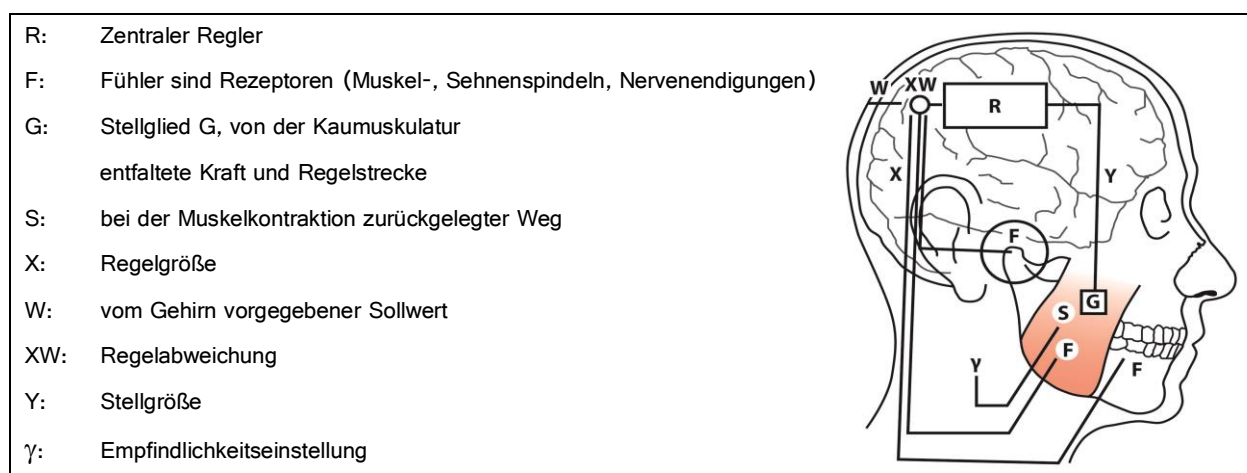 R: Zentraler Regler
F: Fühler sind Rezeptoren (Muskel-, Sehnenspindeln, Nervenendigungen)
G: Stellglied G, von der Kaumuskulatur
entfaltete Kraft und Regelstrecke
S: bei der Muskelkontraktion zurückgelegter Weg
X: Regelgröße
W: vom Gehirn vorgegebener Sollwert
XW: Regelabweichung
Y: Stellgröße
γ: Empfindlichkeitseinstellung
W XW
R
X
Y
F
G
S
F
F
γ